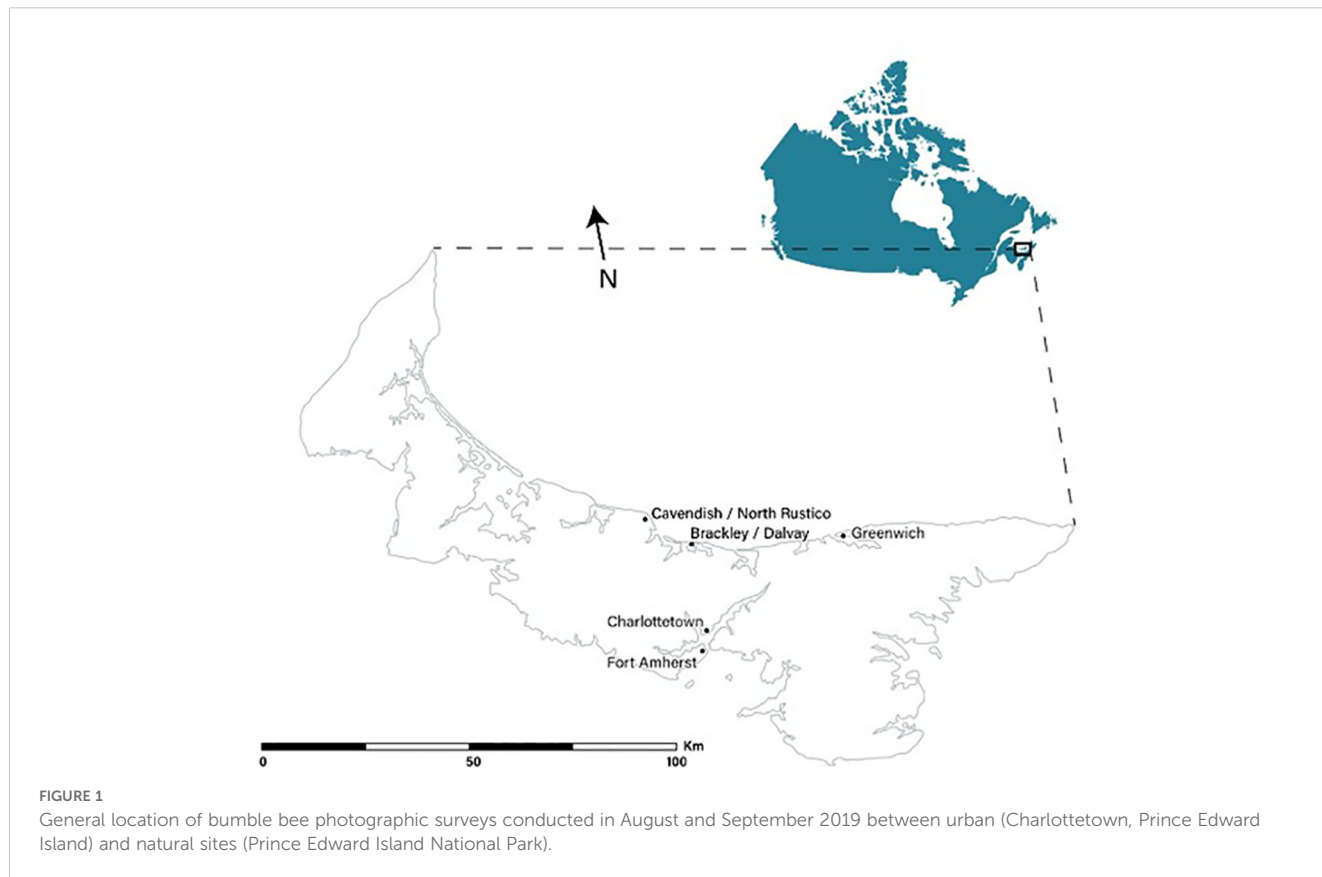 N
Cavendish / North Rustico
Brackley / Dalvay
Greenwich
Charlottetown
Fort Amherst
Km
0 50 100
FIGURE 1
General location of bumble bee photographic surveys conducted in August and September 2019 between urban (Charlottetown, Prince Edward
Island) and natural sites (Prince Edward Island National Park).